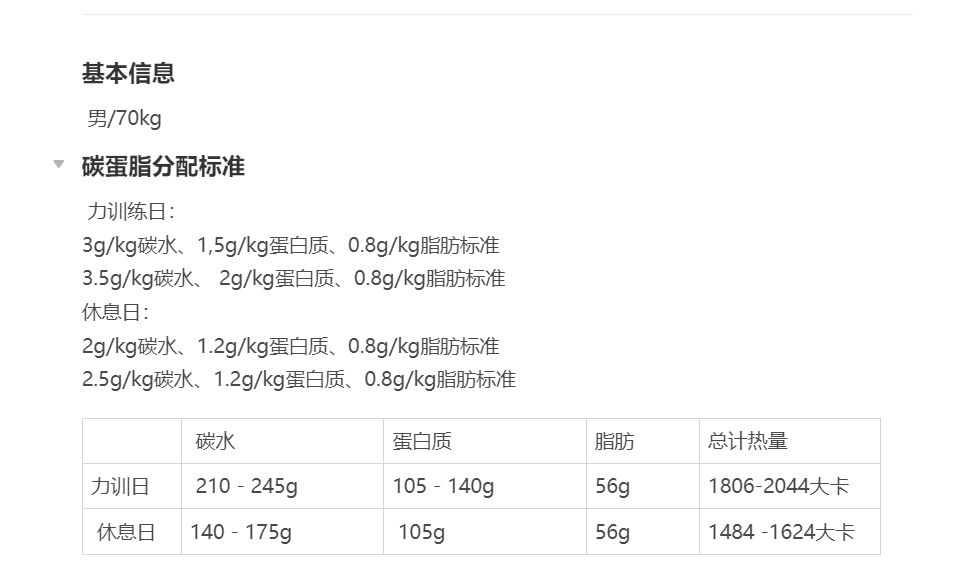 基本信息
男/70kg
碳蛋脂分配标准
力训练日：
3g/kg碳水、1,5g/kg蛋白质、0.8g/kg脂肪标准
3.5g/kg碳水、 2g/kg蛋白质、0.8g/kg脂肪标准
休息日：
2g/kg碳水、1.2g/kg蛋白质、0.8g/kg脂肪标准
2.5g/kg碳水、1.2g/kg蛋白质、0.8g/kg脂肪标准
碳水 蛋白质 脂肪 总计热量
力训日 210 - 245g 105 - 140g 56g 1806-2044大卡
休息日 140 - 175g 105g 56g 1484 -1624大卡